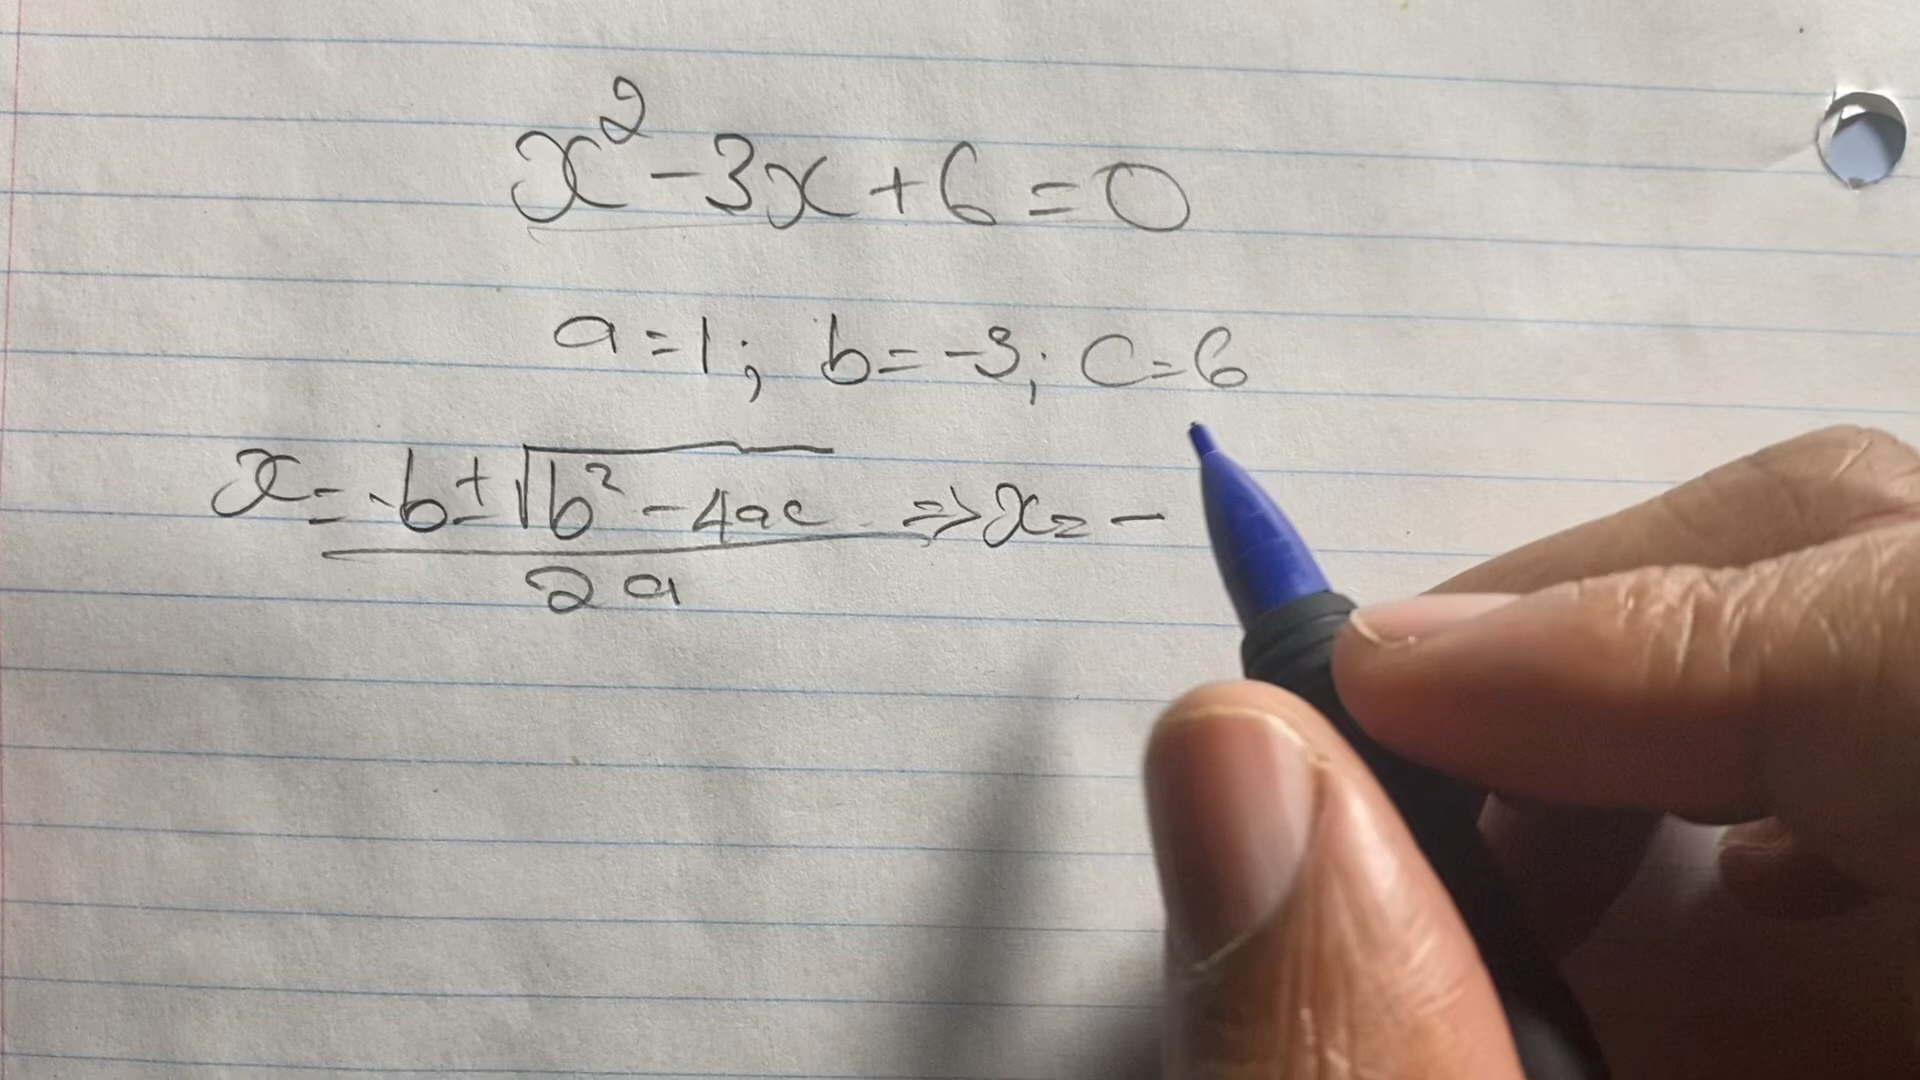 x² - 3x + 6 = 0
a = 1; b = -3; c = 6
x = -b ± √(b² - 4ac) / 2a => x = -